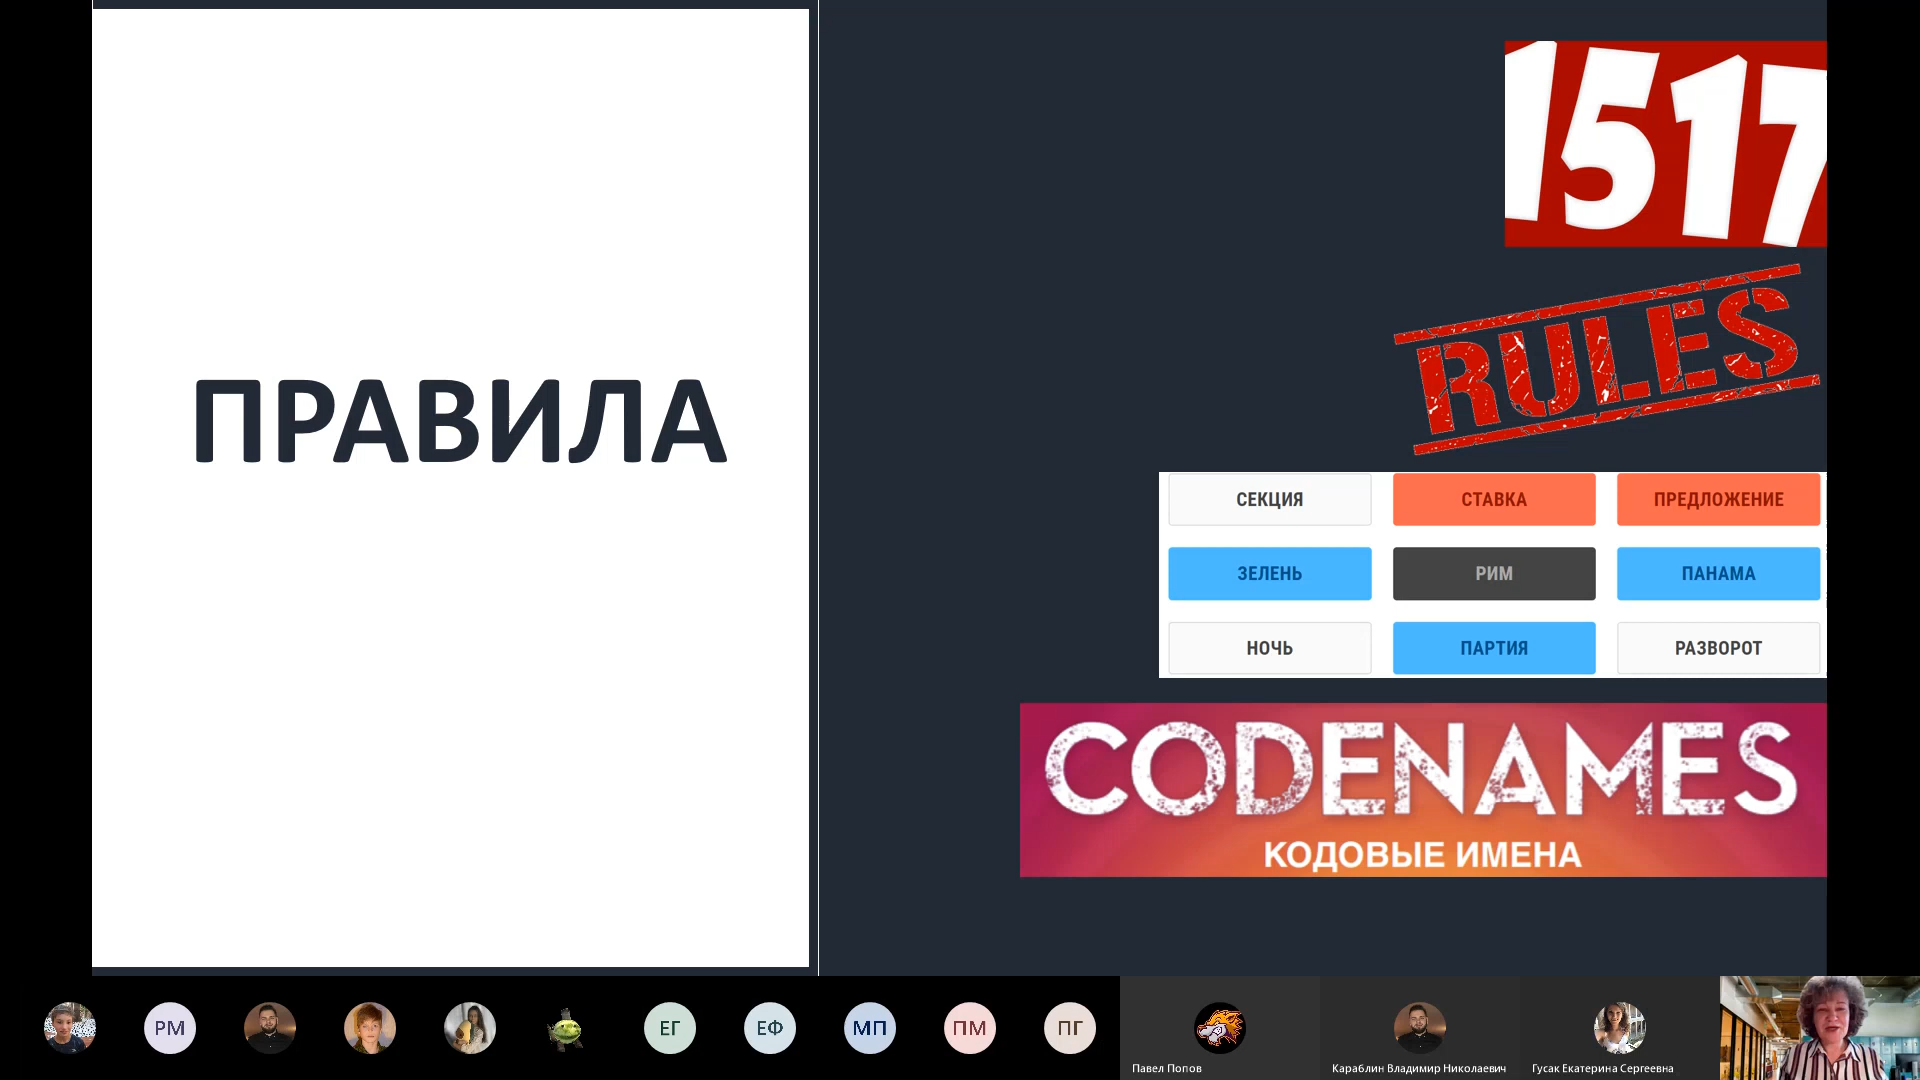 ПРАВИЛА
1517
RULES
СЕКЦИЯ СТАВКА ПРЕДЛОЖЕНИЕ
ЗЕЛЕНЬ РИМ ПАНАМА
НОЧЬ ПАРТИЯ РАЗВОРОТ
CODENAMES
КОДОВЫЕ ИМЕНА
РМ ЕГ ЕФ МП ПМ ПГ
Павел Попов Караблин Владимир Николаевич Гусак Екатерина Сергеевна